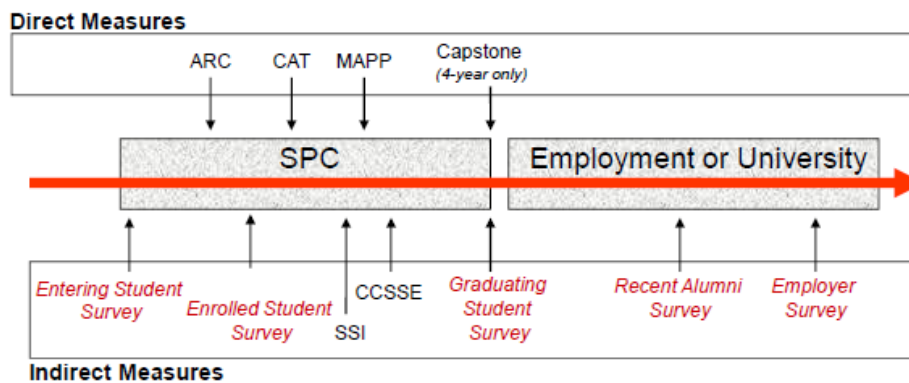 Direct Measures
ARC CAT MAPP Capstone
(4-year only)
SPC Employment or University
Entering Student
Survey
Enrolled Student
Survey
SSI
CCSSE
Graduating
Student
Survey
Recent Alumni
Survey
Employer
Survey
Indirect Measures